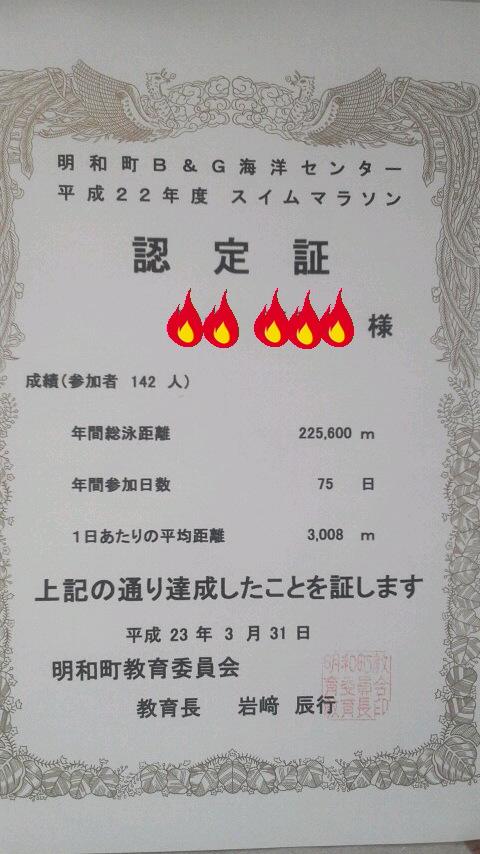 明和町B&G海洋センター
平成22年度 スイムマラソン
認定証
様
成績(参加者 142 人)
年間総泳距離 225,600 m
年間参加日数 75 日
1日あたりの平均距離 3,008 m
上記の通り達成したことを証します
平成 23 年 3 月 31 日
明和町教育委員会
教育長 岩﨑 辰行